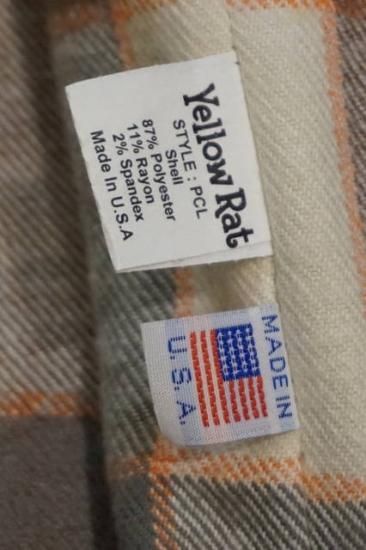 Yellow Rat
STYLE : PCL
Shell
87% Polyester
11% Rayon
2% Spandex
Made In U.S.A
MADE IN
U.S.A.